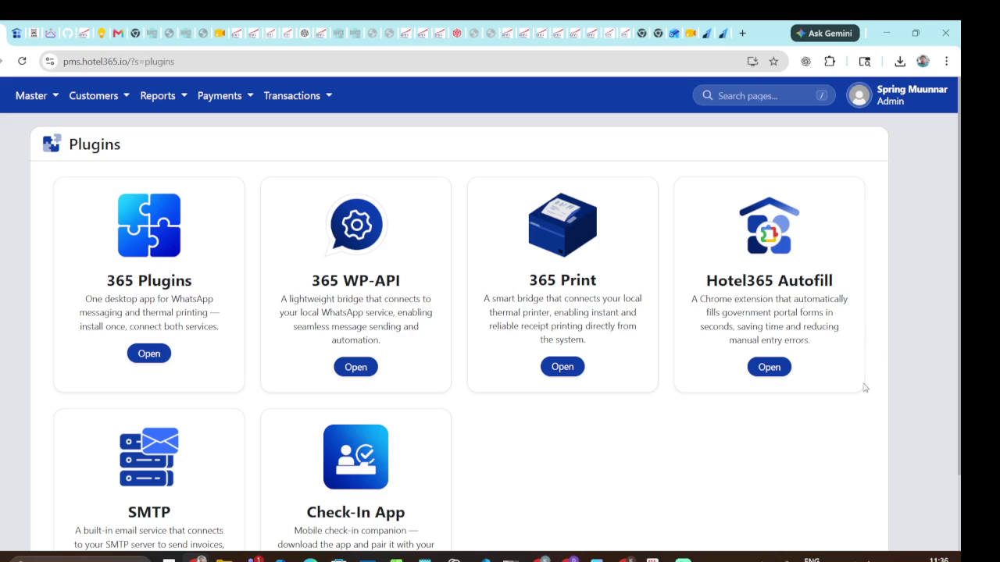 Ask Gemini
pms.hotel365.io/?s=plugins
Master Customers Reports Payments Transactions
Search pages... /
Spring Muunnar
Admin
Plugins
365 Plugins
One desktop app for WhatsApp
messaging and thermal printing —
install once, connect both services.
Open
365 WP-API
A lightweight bridge that connects to
your local WhatsApp service, enabling
seamless message sending and
automation.
Open
365 Print
A smart bridge that connects your local
thermal printer, enabling instant and
reliable receipt printing directly from
the system.
Open
Hotel365 Autofill
A Chrome extension that automatically
fills government portal forms in
seconds, saving time and reducing
manual entry errors.
Open
SMTP
A built-in email service that connects
to your SMTP server to send invoices,
Check-In App
Mobile check-in companion —
download the app and pair it with your
ENG
11:36